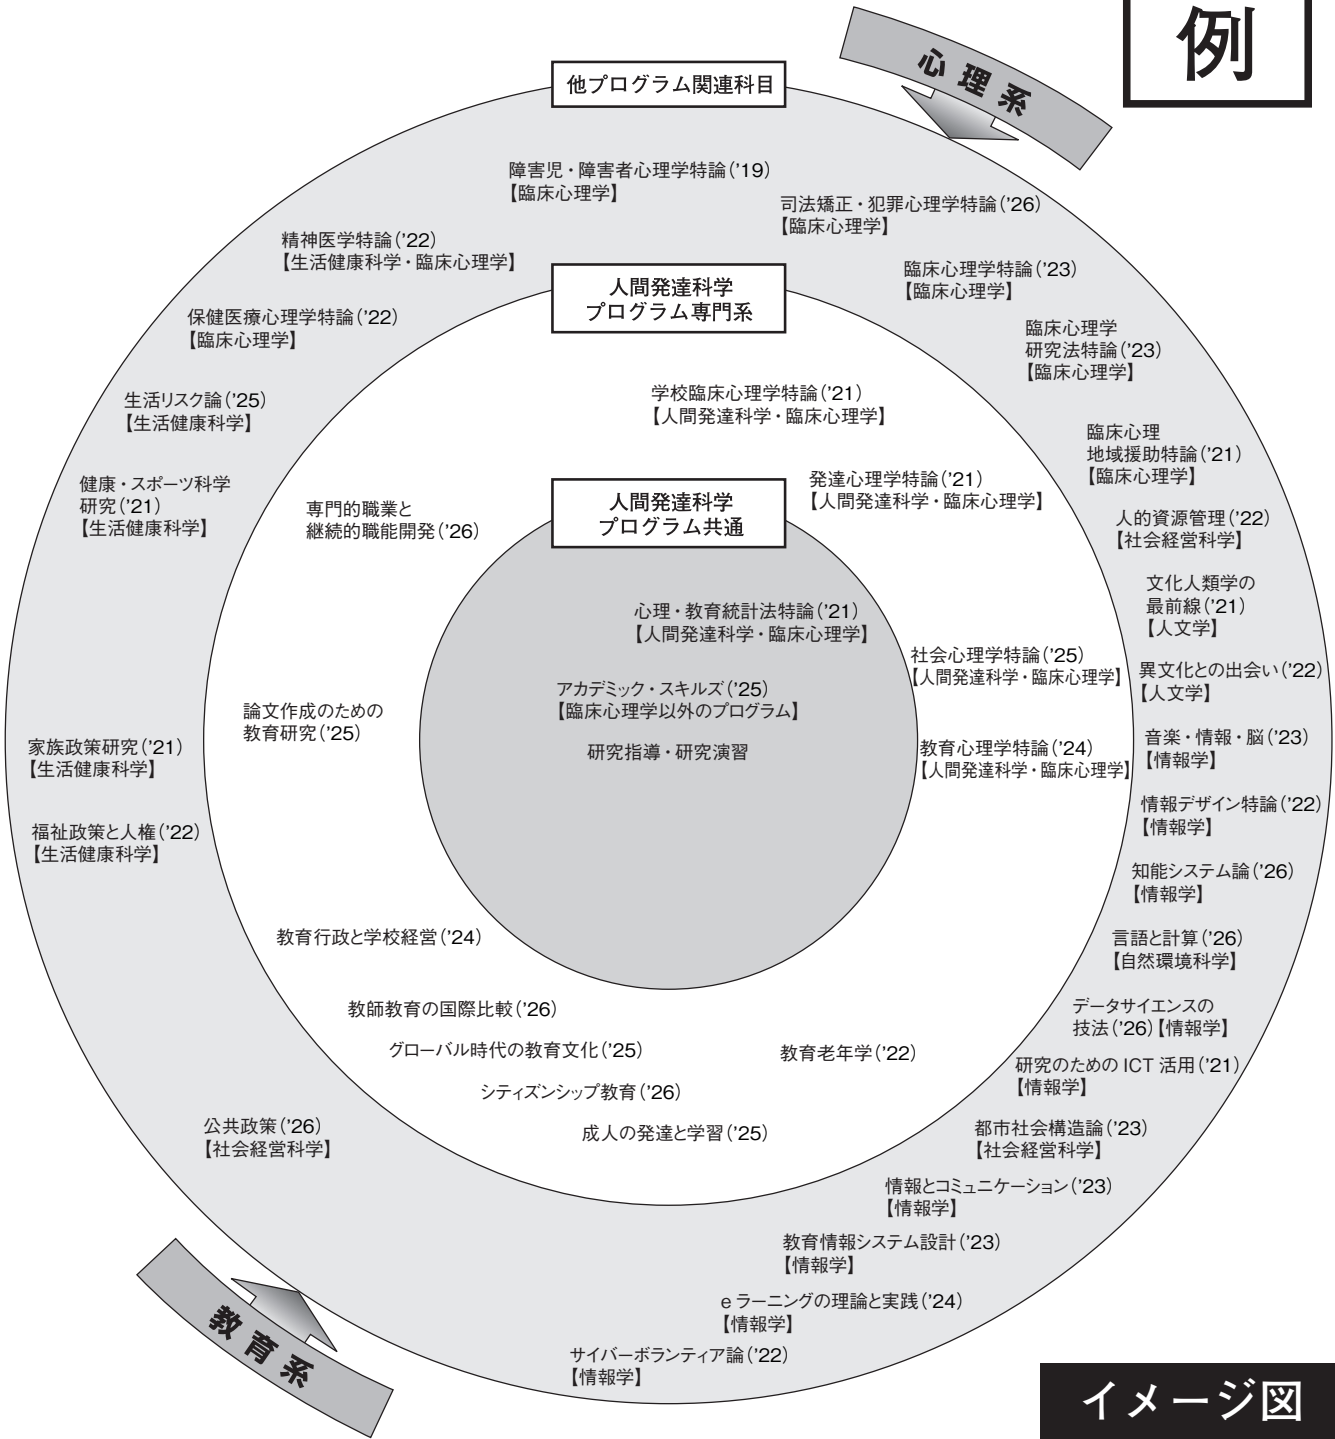 例
心理系
他プログラム関連科目
障害児・障害者心理学特論('19)
【臨床心理学】
司法矯正・犯罪心理学特論('26)
【臨床心理学】
精神医学特論('22)
【生活健康科学・臨床心理学】
臨床心理学特論('23)
【臨床心理学】
人間発達科学
プログラム専門系
保健医療心理学特論('22)
【臨床心理学】
臨床心理学
研究法特論('23)
【臨床心理学】
生活リスク論('25)
【生活健康科学】
学校臨床心理学特論('21)
【人間発達科学・臨床心理学】
臨床心理
地域援助特論('21)
【臨床心理学】
健康・スポーツ科学
研究('21)
【生活健康科学】
発達心理学特論('21)
【人間発達科学・臨床心理学】
専門的職業と
継続的職能開発('26)
人間発達科学
プログラム共通
人的資源管理('22)
【社会経営科学】
文化人類学の
最前線('21)
【人文学】
心理・教育統計法特論('21)
【人間発達科学・臨床心理学】
社会心理学特論('25)
【人間発達科学・臨床心理学】
異文化との出会い('22)
【人文学】
アカデミック・スキルズ('25)
【臨床心理学以外のプログラム】
研究指導・研究演習
論文作成のための
教育研究('25)
家族政策研究('21)
【生活健康科学】
教育心理学特論('24)
【人間発達科学・臨床心理学】
音楽・情報・脳('23)
【情報学】
情報デザイン特論('22)
【情報学】
福祉政策と人権('22)
【生活健康科学】
知能システム論('26)
【情報学】
教育行政と学校経営('24)
言語と計算('26)
【自然環境科学】
教師教育の国際比較('26)
データサイエンスの
技法('26)【情報学】
グローバル時代の教育文化('25)
教育老年学('22)
研究のための ICT 活用('21)
【情報学】
シティズンシップ教育('26)
公共政策('26)
【社会経営科学】
成人の発達と学習('25)
都市社会構造論('23)
【社会経営科学】
情報とコミュニケーション('23)
【情報学】
教育情報システム設計('23)
【情報学】
e ラーニングの理論と実践('24)
【情報学】
サイバーボランティア論('22)
【情報学】
教育系
イメージ図